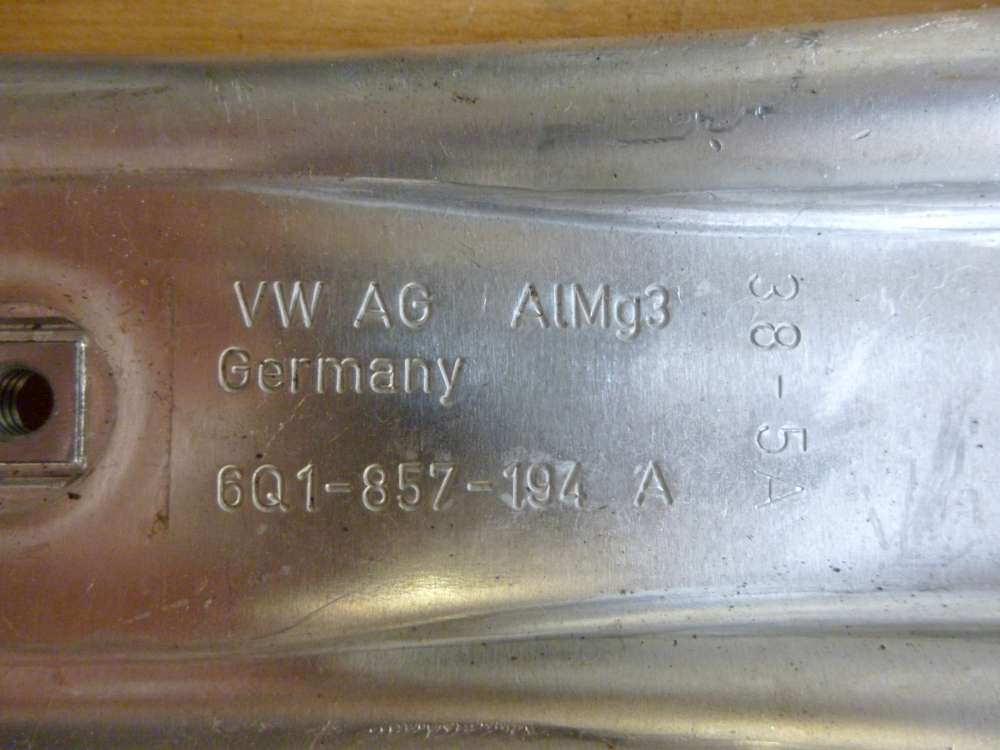 VW AG AlMg3
Germany
6Q1-857-194 A
38-5A